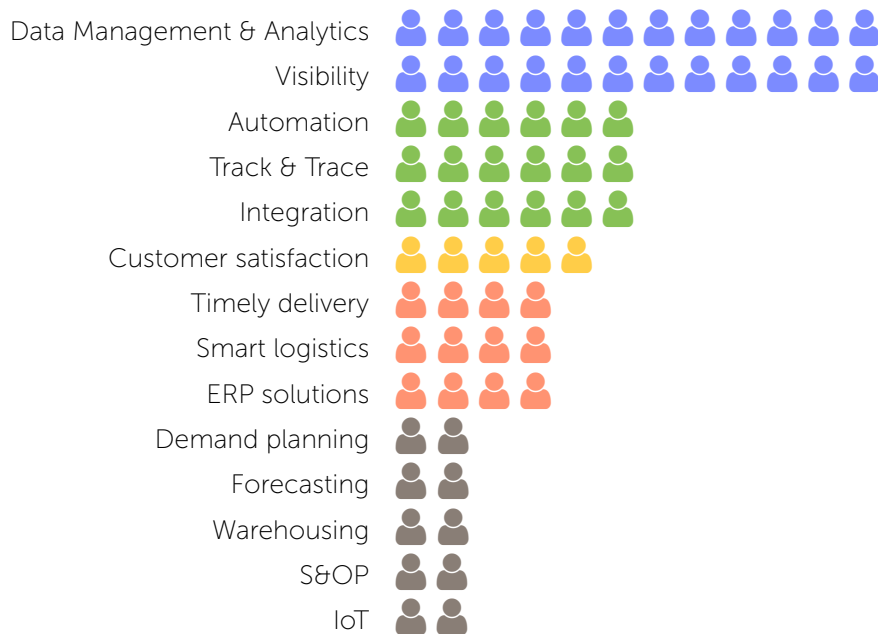 Data Management & Analytics
Visibility
Automation
Track & Trace
Integration
Customer satisfaction
Timely delivery
Smart logistics
ERP solutions
Demand planning
Forecasting
Warehousing
S&OP
IoT